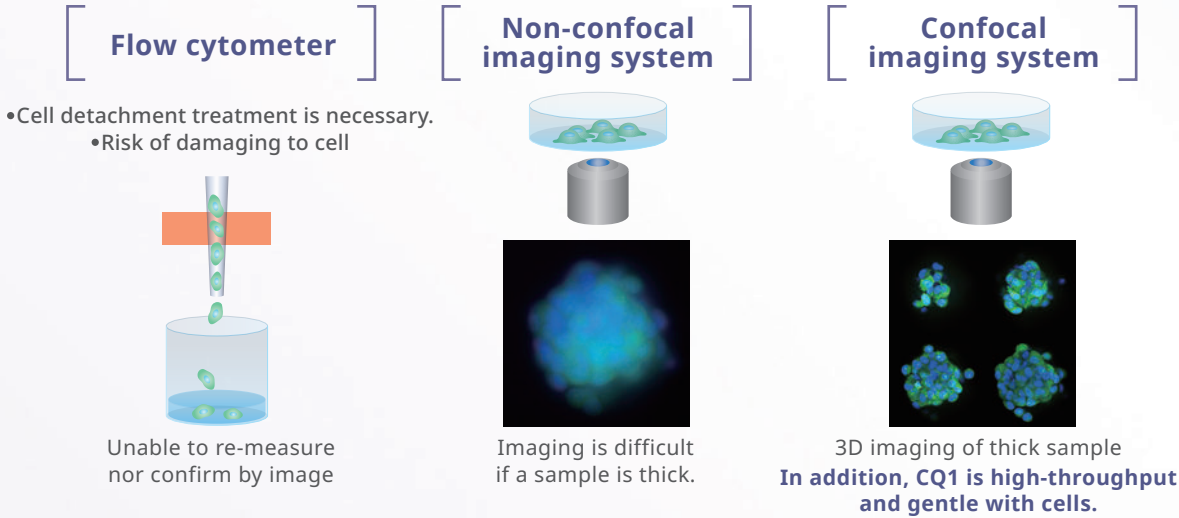 Flow cytometer
•Cell detachment treatment is necessary.
•Risk of damaging to cell
Unable to re-measure
nor confirm by image
Non-confocal
imaging system
Imaging is difficult
if a sample is thick.
Confocal
imaging system
3D imaging of thick sample
In addition, CQ1 is high-throughput
and gentle with cells.